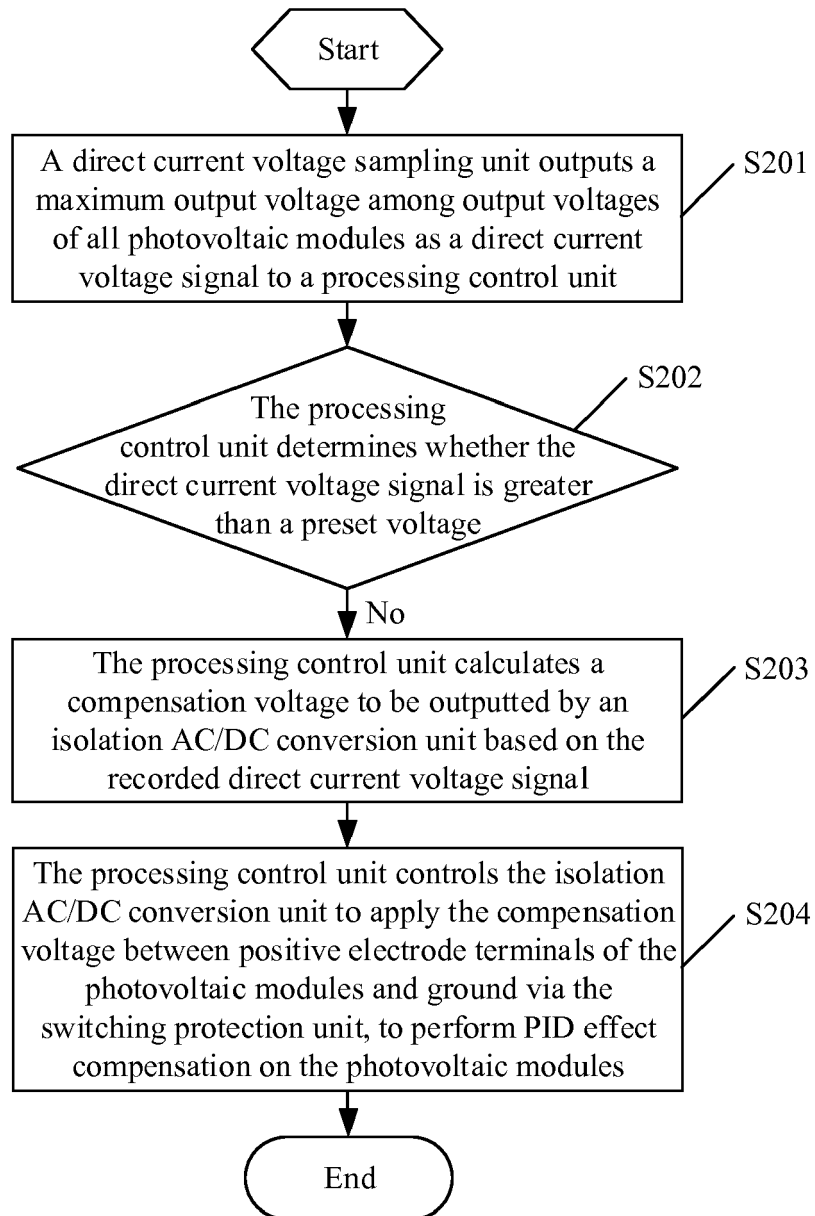 Start
A direct current voltage sampling unit outputs a
maximum output voltage among output voltages
of all photovoltaic modules as a direct current
voltage signal to a processing control unit
S201
The processing
control unit determines whether the
direct current voltage signal is greater
than a preset voltage
S202
No
The processing control unit calculates a
compensation voltage to be outputted by an
isolation AC/DC conversion unit based on the
recorded direct current voltage signal
S203
The processing control unit controls the isolation
AC/DC conversion unit to apply the compensation
voltage between positive electrode terminals of the
photovoltaic modules and ground via the
switching protection unit, to perform PID effect
compensation on the photovoltaic modules
S204
End